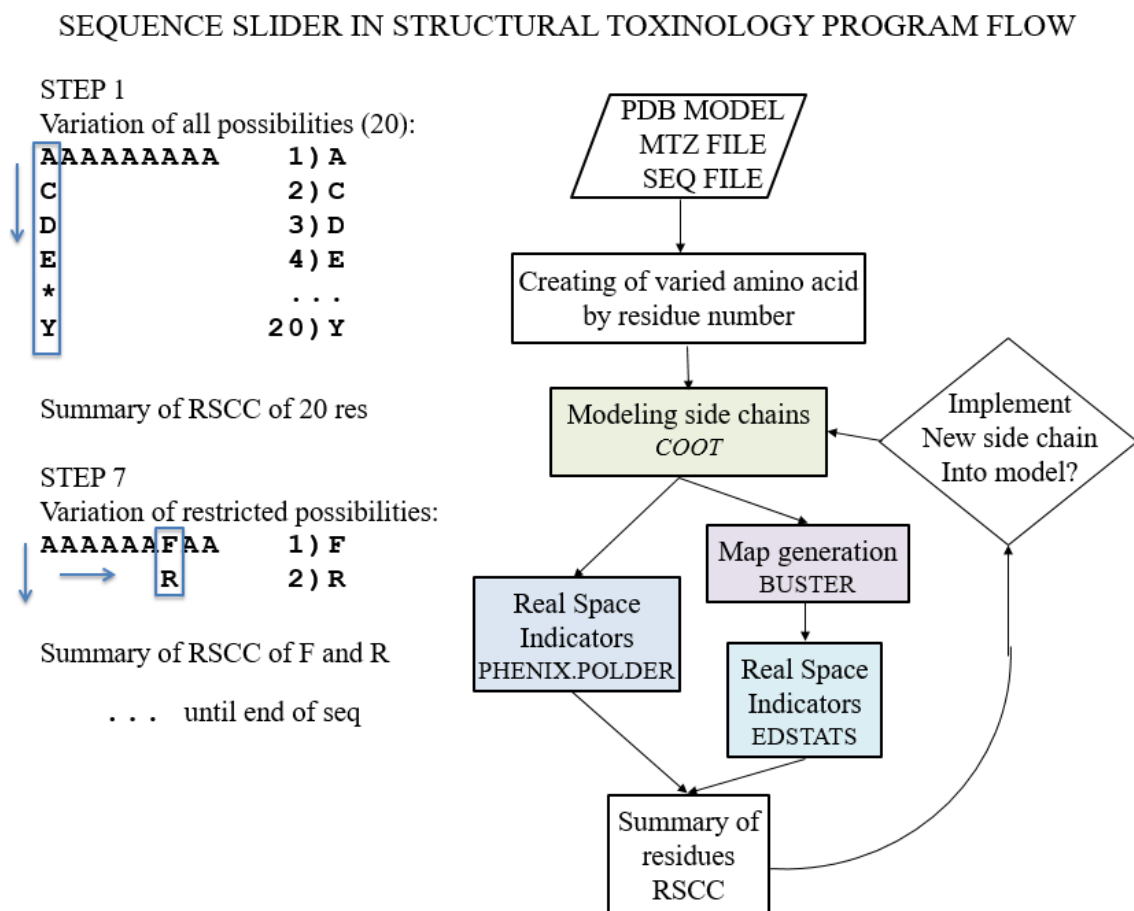 SEQUENCE SLIDER IN STRUCTURAL TOXINOLOGY PROGRAM FLOW
STEP 1
Variation of all possibilities (20):
AAAAAAAAA 1) A
C 2) C
D 3) D
E 4) E
* ...
Y 20) Y
Summary of RSCC of 20 res
STEP 7
Variation of restricted possibilities:
AAAAAAFAA 1) F
R 2) R
Summary of RSCC of F and R
. . . until end of seq
PDB MODEL
MTZ FILE
SEQ FILE
Creating of varied amino acid
by residue number
Modeling side chains
COOT
Implement
New side chain
Into model?
Map generation
BUSTER
Real Space
Indicators
PHENIX.POLDER
Real Space
Indicators
EDSTATS
Summary of
residues
RSCC